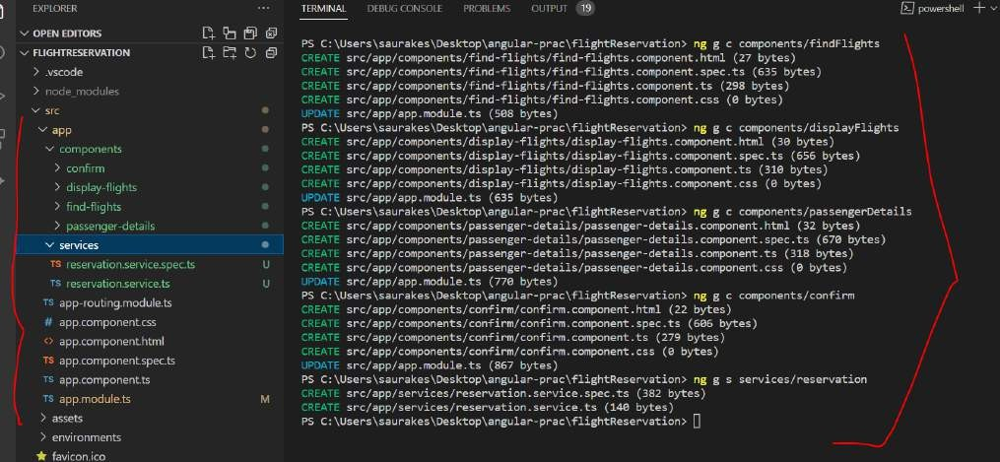 EXPLORER
OPEN EDITORS
FLIGHTRESERVATION
.vscode
node_modules
src
app
components
confirm
display-flights
find-flights
passenger-details
services
TS reservation.service.spec.ts U
TS reservation.service.ts U
TS app-routing.module.ts
# app.component.css
<> app.component.html
TS app.component.spec.ts
TS app.component.ts
TS app.module.ts M
assets
environments
favicon.ico
TERMINAL DEBUG CONSOLE PROBLEMS OUTPUT 19 powershell
PS C:\Users\saurakes\Desktop\angular-prac\flightReservation> ng g c components/findFlights
CREATE src/app/components/find-flights/find-flights.component.html (27 bytes)
CREATE src/app/components/find-flights/find-flights.component.spec.ts (635 bytes)
CREATE src/app/components/find-flights/find-flights.component.ts (298 bytes)
CREATE src/app/components/find-flights/find-flights.component.css (0 bytes)
UPDATE src/app/app.module.ts (508 bytes)
PS C:\Users\saurakes\Desktop\angular-prac\flightReservation> ng g c components/displayFlights
CREATE src/app/components/display-flights/display-flights.component.html (30 bytes)
CREATE src/app/components/display-flights/display-flights.component.spec.ts (656 bytes)
CREATE src/app/components/display-flights/display-flights.component.ts (310 bytes)
CREATE src/app/components/display-flights/display-flights.component.css (0 bytes)
UPDATE src/app/app.module.ts (635 bytes)
PS C:\Users\saurakes\Desktop\angular-prac\flightReservation> ng g c components/passengerDetails
CREATE src/app/components/passenger-details/passenger-details.component.html (32 bytes)
CREATE src/app/components/passenger-details/passenger-details.component.spec.ts (670 bytes)
CREATE src/app/components/passenger-details/passenger-details.component.ts (318 bytes)
CREATE src/app/components/passenger-details/passenger-details.component.css (0 bytes)
UPDATE src/app/app.module.ts (770 bytes)
PS C:\Users\saurakes\Desktop\angular-prac\flightReservation> ng g c components/confirm
CREATE src/app/components/confirm/confirm.component.html (22 bytes)
CREATE src/app/components/confirm/confirm.component.spec.ts (606 bytes)
CREATE src/app/components/confirm/confirm.component.ts (279 bytes)
CREATE src/app/components/confirm/confirm.component.css (0 bytes)
UPDATE src/app/app.module.ts (867 bytes)
PS C:\Users\saurakes\Desktop\angular-prac\flightReservation> ng g s services/reservation
CREATE src/app/services/reservation.service.spec.ts (382 bytes)
CREATE src/app/services/reservation.service.ts (140 bytes)
PS C:\Users\saurakes\Desktop\angular-prac\flightReservation>